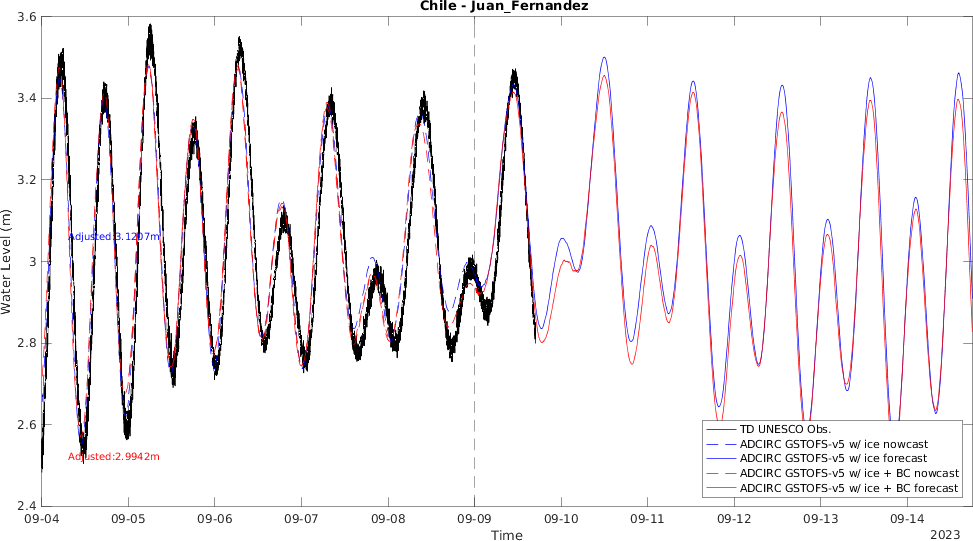 Chile - Juan_Fernandez
3.6
3.4
3.2
3
2.8
2.6
2.4
Water Level (m)
Adjusted:3.1207m
Adjusted:2.9942m
TD UNESCO Obs.
ADCIRC GSTOFS-v5 w/ ice nowcast
ADCIRC GSTOFS-v5 w/ ice forecast
ADCIRC GSTOFS-v5 w/ ice + BC nowcast
ADCIRC GSTOFS-v5 w/ ice + BC forecast
09-04 09-05 09-06 09-07 09-08 09-09 09-10 09-11 09-12 09-13 09-14
Time
2023